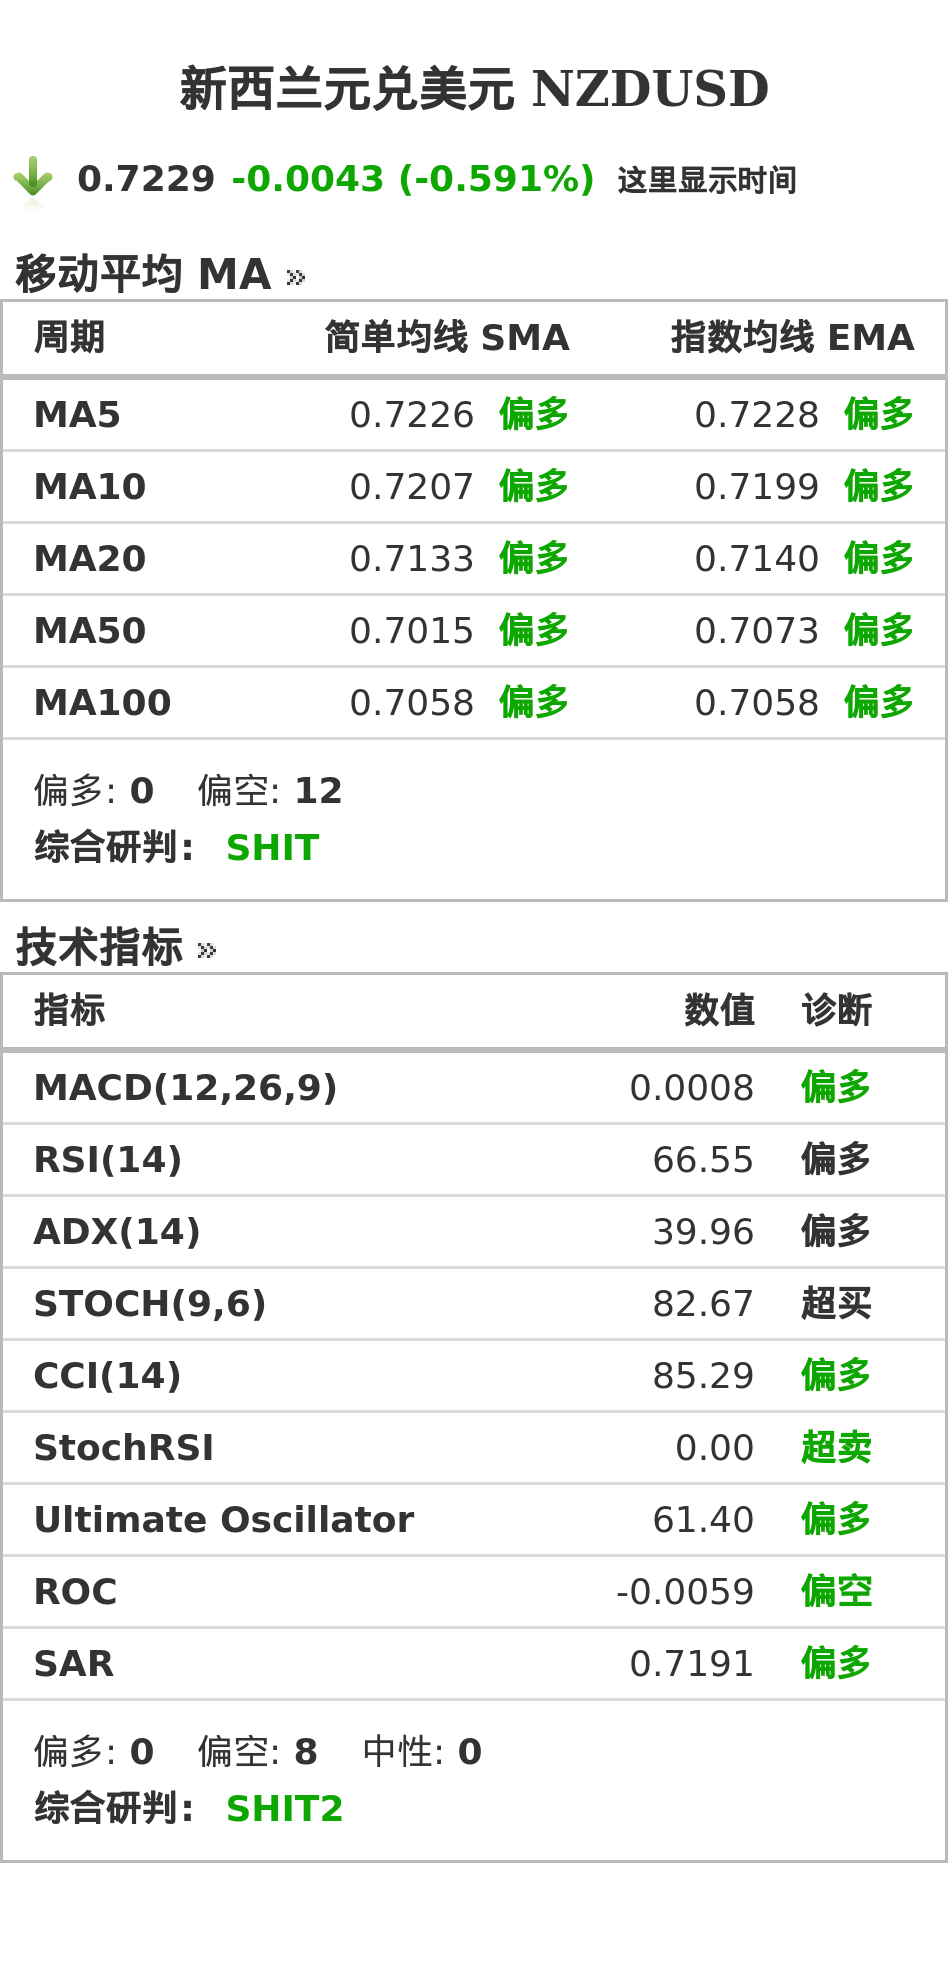 新西兰元兑美元 NZDUSD
0.7229 -0.0043 (-0.591%) 这里显示时间
移动平均 MA »
周期 简单均线 SMA 指数均线 EMA
MA5 0.7226 偏多 0.7228 偏多
MA10 0.7207 偏多 0.7199 偏多
MA20 0.7133 偏多 0.7140 偏多
MA50 0.7015 偏多 0.7073 偏多
MA100 0.7058 偏多 0.7058 偏多
偏多: 0 偏空: 12
综合研判: SHIT
技术指标 »
指标 数值 诊断
MACD(12,26,9) 0.0008 偏多
RSI(14) 66.55 偏多
ADX(14) 39.96 偏多
STOCH(9,6) 82.67 超买
CCI(14) 85.29 偏多
StochRSI 0.00 超卖
Ultimate Oscillator 61.40 偏多
ROC -0.0059 偏空
SAR 0.7191 偏多
偏多: 0 偏空: 8 中性: 0
综合研判: SHIT2